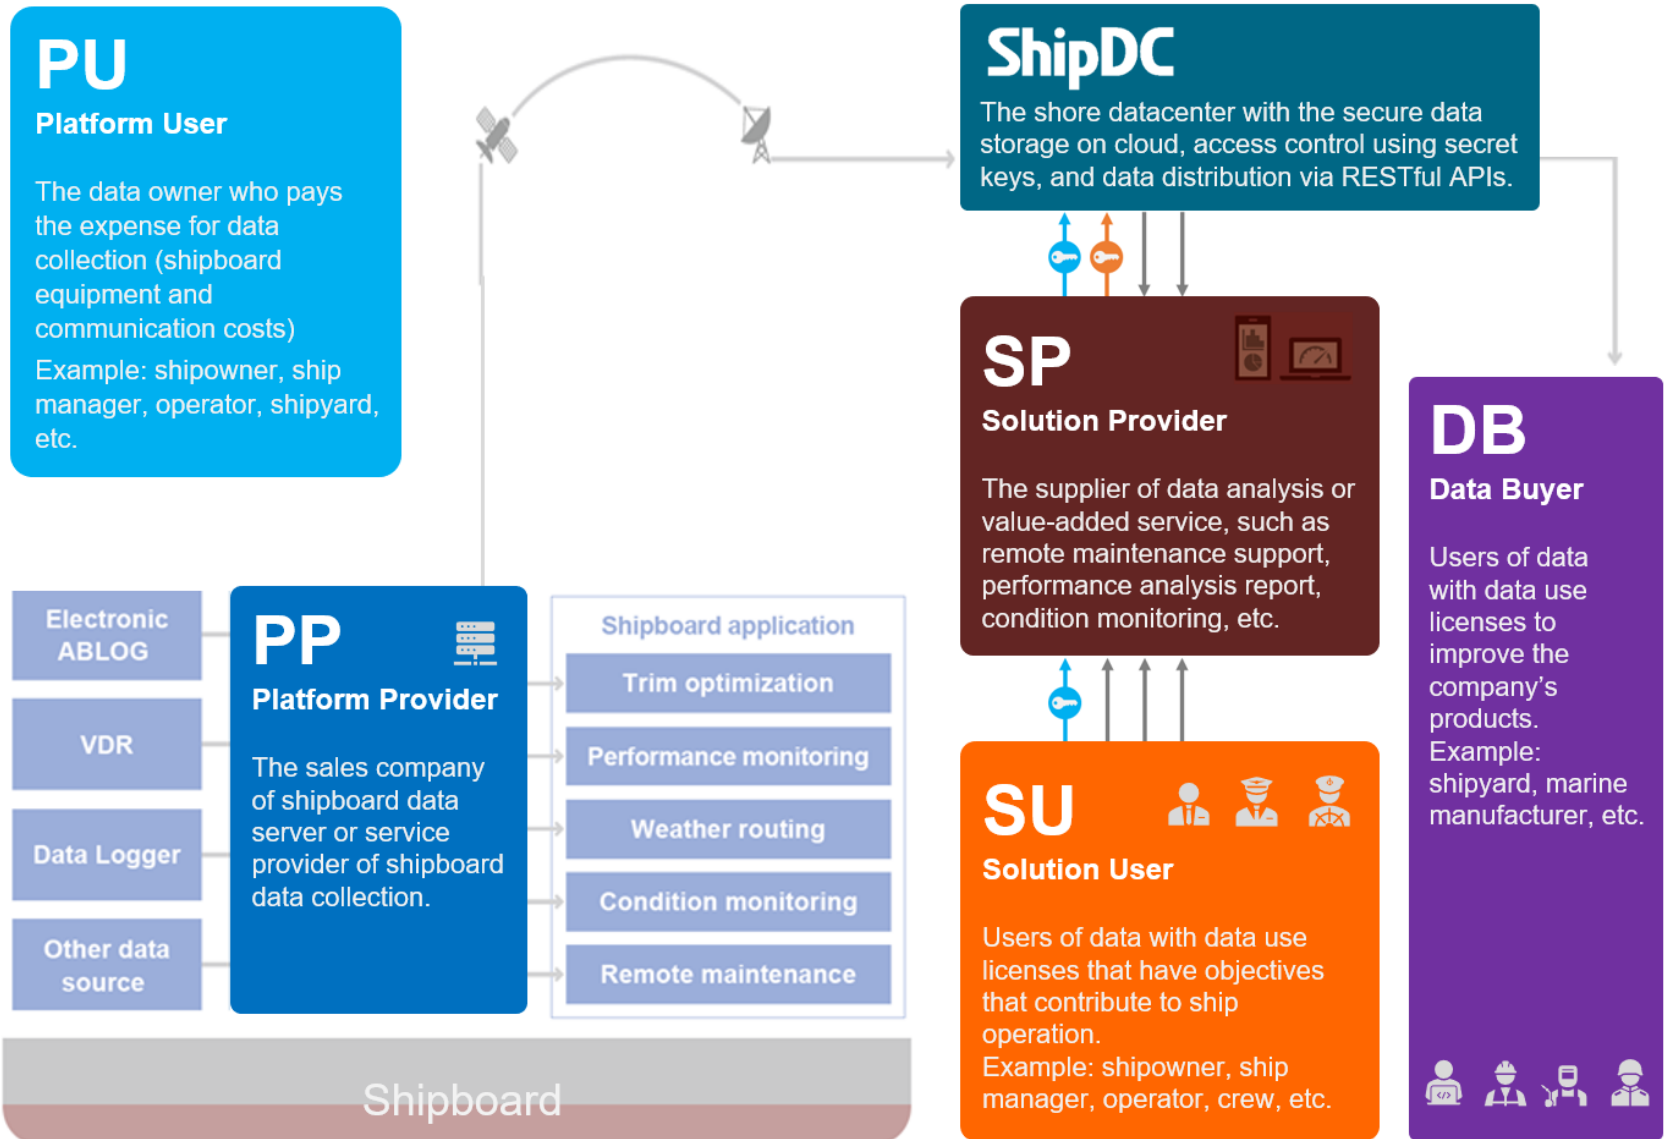 PU
Platform User
The data owner who pays
the expense for data
collection (shipboard
equipment and
communication costs)
Example: shipowner, ship
manager, operator, shipyard,
etc.
ShipDC
The shore datacenter with the secure data
storage on cloud, access control using secret
keys, and data distribution via RESTful APIs.
SP
Solution Provider
The supplier of data analysis or
value-added service, such as
remote maintenance support,
performance analysis report,
condition monitoring, etc.
DB
Data Buyer
Users of data
with data use
licenses to
improve the
company’s
products.
Example:
shipyard, marine
manufacturer, etc.
Electronic
ABLOG
VDR
Data Logger
Other data
source
PP
Platform Provider
The sales company
of shipboard data
server or service
provider of shipboard
data collection.
Shipboard application
Trim optimization
Performance monitoring
Weather routing
Condition monitoring
Remote maintenance
SU
Solution User
Users of data with data use
licenses that have objectives
that contribute to ship
operation.
Example: shipowner, ship
manager, operator, crew, etc.
Shipboard